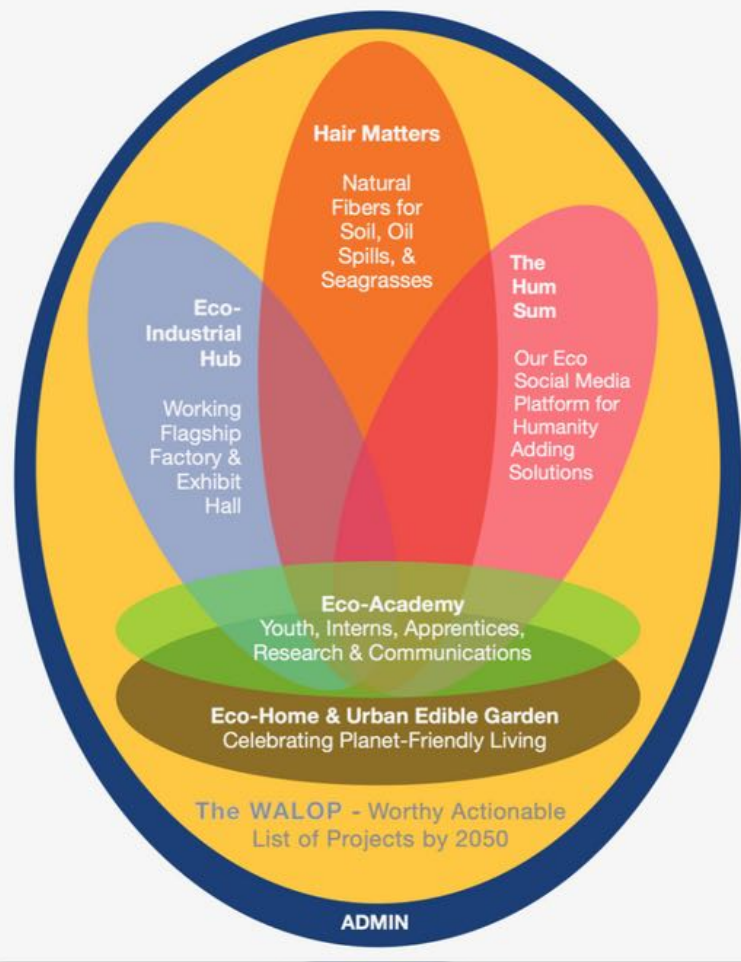 Hair Matters
Natural
Fibers for
Soil, Oil
Spills, &
Seagrasses
Eco-
Industrial
Hub
Working
Flagship
Factory &
Exhibit
Hall
The
Hum
Sum
Our Eco
Social Media
Platform for
Humanity
Adding
Solutions
Eco-Academy
Youth, Interns, Apprentices,
Research & Communications
Eco-Home & Urban Edible Garden
Celebrating Planet-Friendly Living
The WALOP - Worthy Actionable
List of Projects by 2050
ADMIN